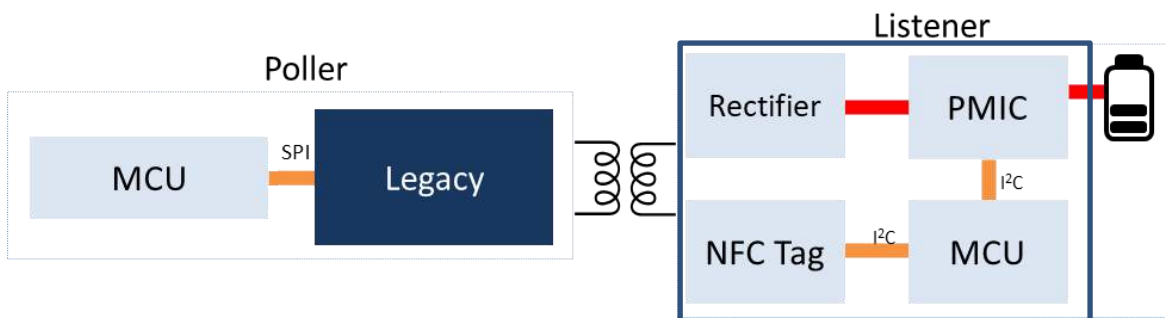 Poller
MCU
SPI
Legacy
Listener
Rectifier
PMIC
I²C
NFC Tag
I²C
MCU